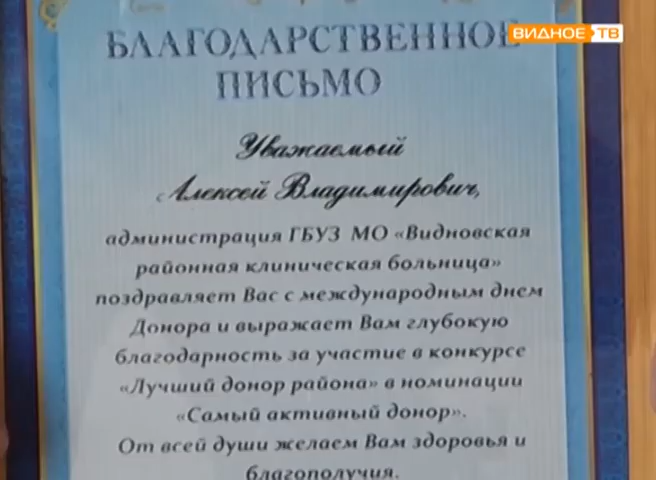 ВИДНОЕ ТВ
БЛАГОДАРСТВЕННОЕ
ПИСЬМО
Уважаемый
Алексей Владимирович,
администрация ГБУЗ МО «Видновская
районная клиническая больница»
поздравляет Вас с международным днем
Донора и выражает Вам глубокую
благодарность за участие в конкурсе
«Лучший донор района» в номинации
«Самый активный донор».
От всей души желаем Вам здоровья и
благополучия.